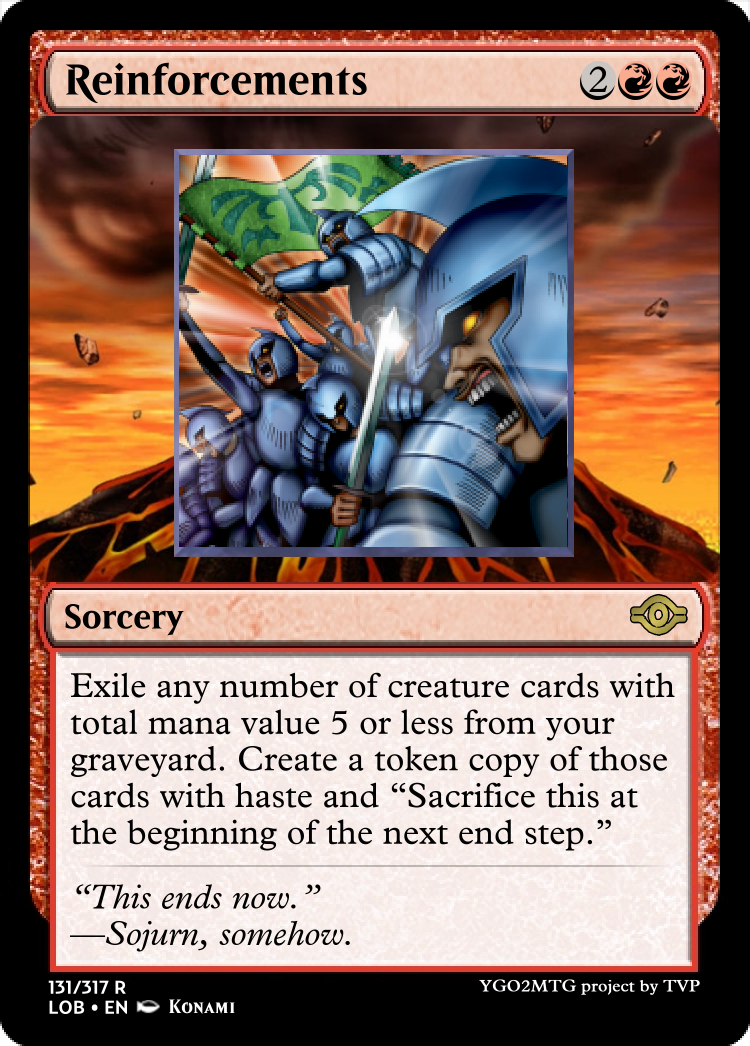 Reinforcements 2
Sorcery
Exile any number of creature cards with
total mana value 5 or less from your
graveyard. Create a token copy of those
cards with haste and “Sacrifice this at
the beginning of the next end step.”
“This ends now.”
—Sojurn, somehow.
131/317 R
LOB • EN KONAMI
YGO2MTG project by TVP